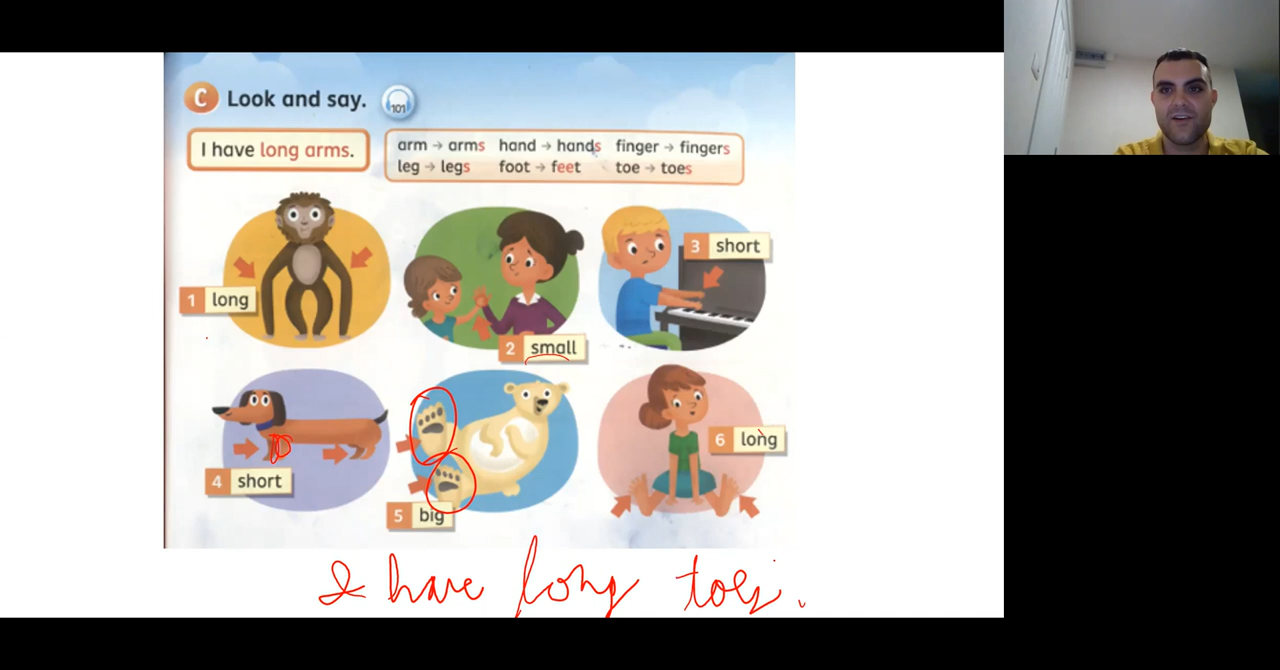 C Look and say. 101
I have long arms.
arm → arms hand → hands finger → fingers
leg → legs foot → feet toe → toes
3 short
1 long
2 small
6 long
4 short
5 big
I have long toes.